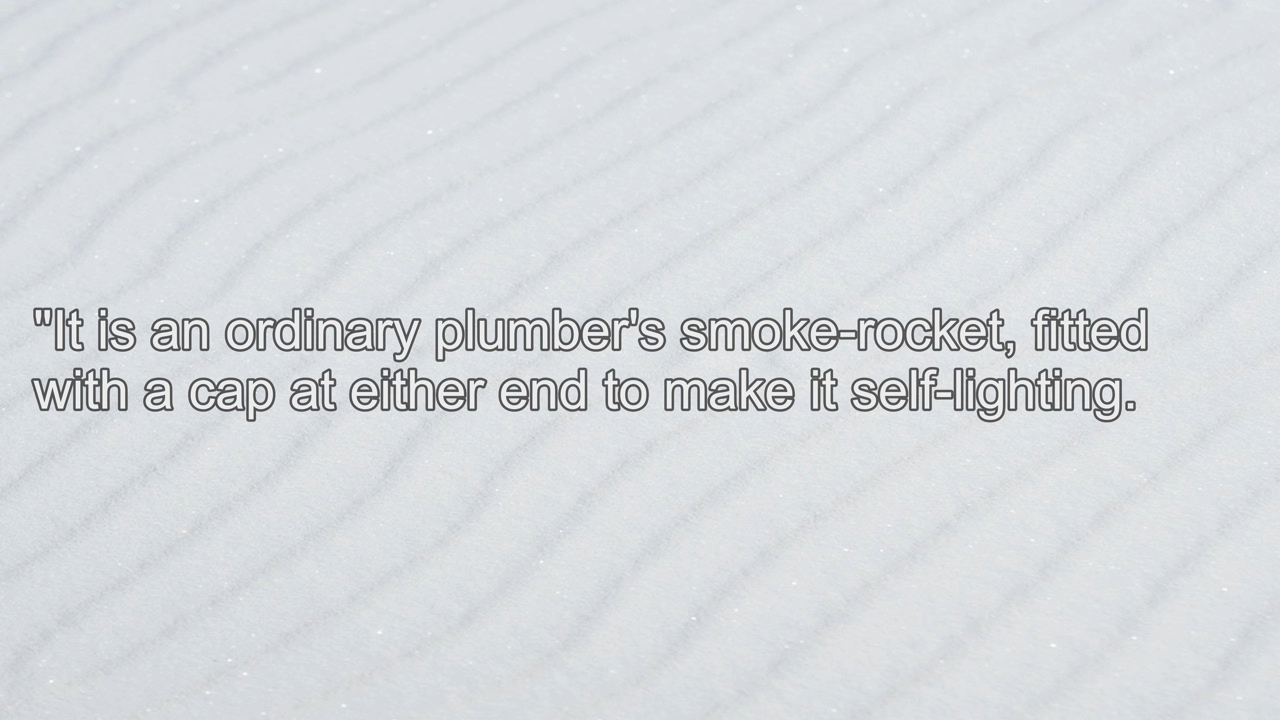 "It is an ordinary plumber's smoke-rocket, fitted
with a cap at either end to make it self-lighting.